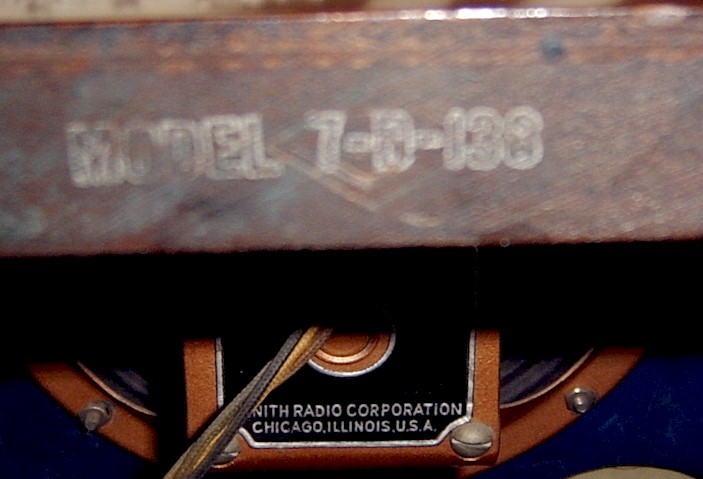 MODEL 7-D-138
NITH RADIO CORPORATION
CHICAGO, ILLINOIS, U.S.A.